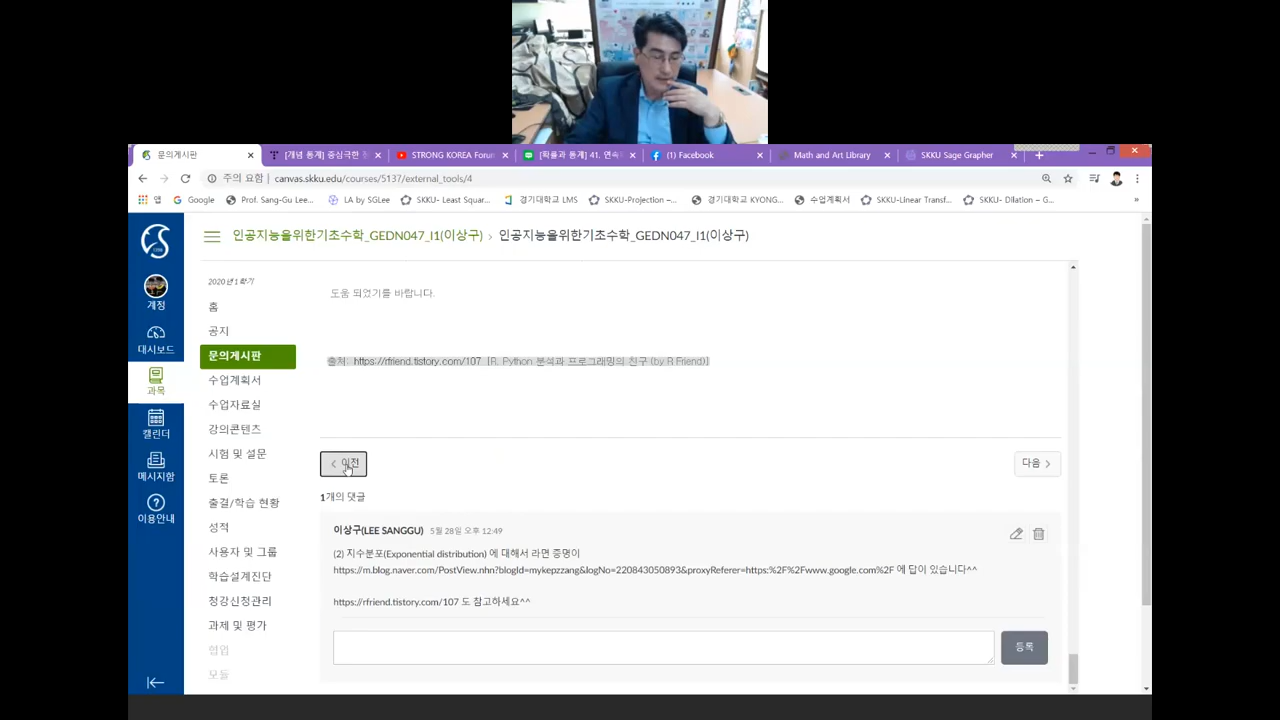 문의게시판
[개념 통계] 중심극한
STRONG KOREA Forum
[확률과 통계] 41. 연속
(1) Facebook
Math and Art Library
SKKU Sage Grapher
주의 요함
canvas.skku.edu/courses/5137/external_tools/4
앱
Google
Prof. Sang-Gu Lee...
LA by SGLee
SKKU- Least Squar...
경기대학교 LMS
SKKU-Projection –...
경기대학교 KYONG...
수업계획서
SKKU-Linear Transf...
SKKU- Dilation – G...
»
인공지능을위한기초수학_GEDN047_I1(이상구) › 인공지능을위한기초수학_GEDN047_I1(이상구)
계정
대시보드
과목
캘린더
메시지함
이용안내
2020년 1학기
홈
공지
문의게시판
수업계획서
수업자료실
강의콘텐츠
시험 및 설문
토론
출결/학습 현황
성적
사용자 및 그룹
학습설계진단
청강신청관리
과제 및 평가
협업
모듈
도움 되었기를 바랍니다.
출처: https://rfriend.tistory.com/107 [R, Python 분석과 프로그래밍의 친구 (by R Friend)]
이전
다음
1개의 댓글
이상구(LEE SANGGU) 5월 28일 오후 12:49
(2) 지수분포(Exponential distribution) 에 대해서 라면 증명이
https://m.blog.naver.com/PostView.nhn?blogId=mykepzzang&logNo=220843050893&proxyReferer=https:%2F%2Fwww.google.com%2F 에 답이 있습니다^^
https://rfriend.tistory.com/107 도 참고하세요^^
등록